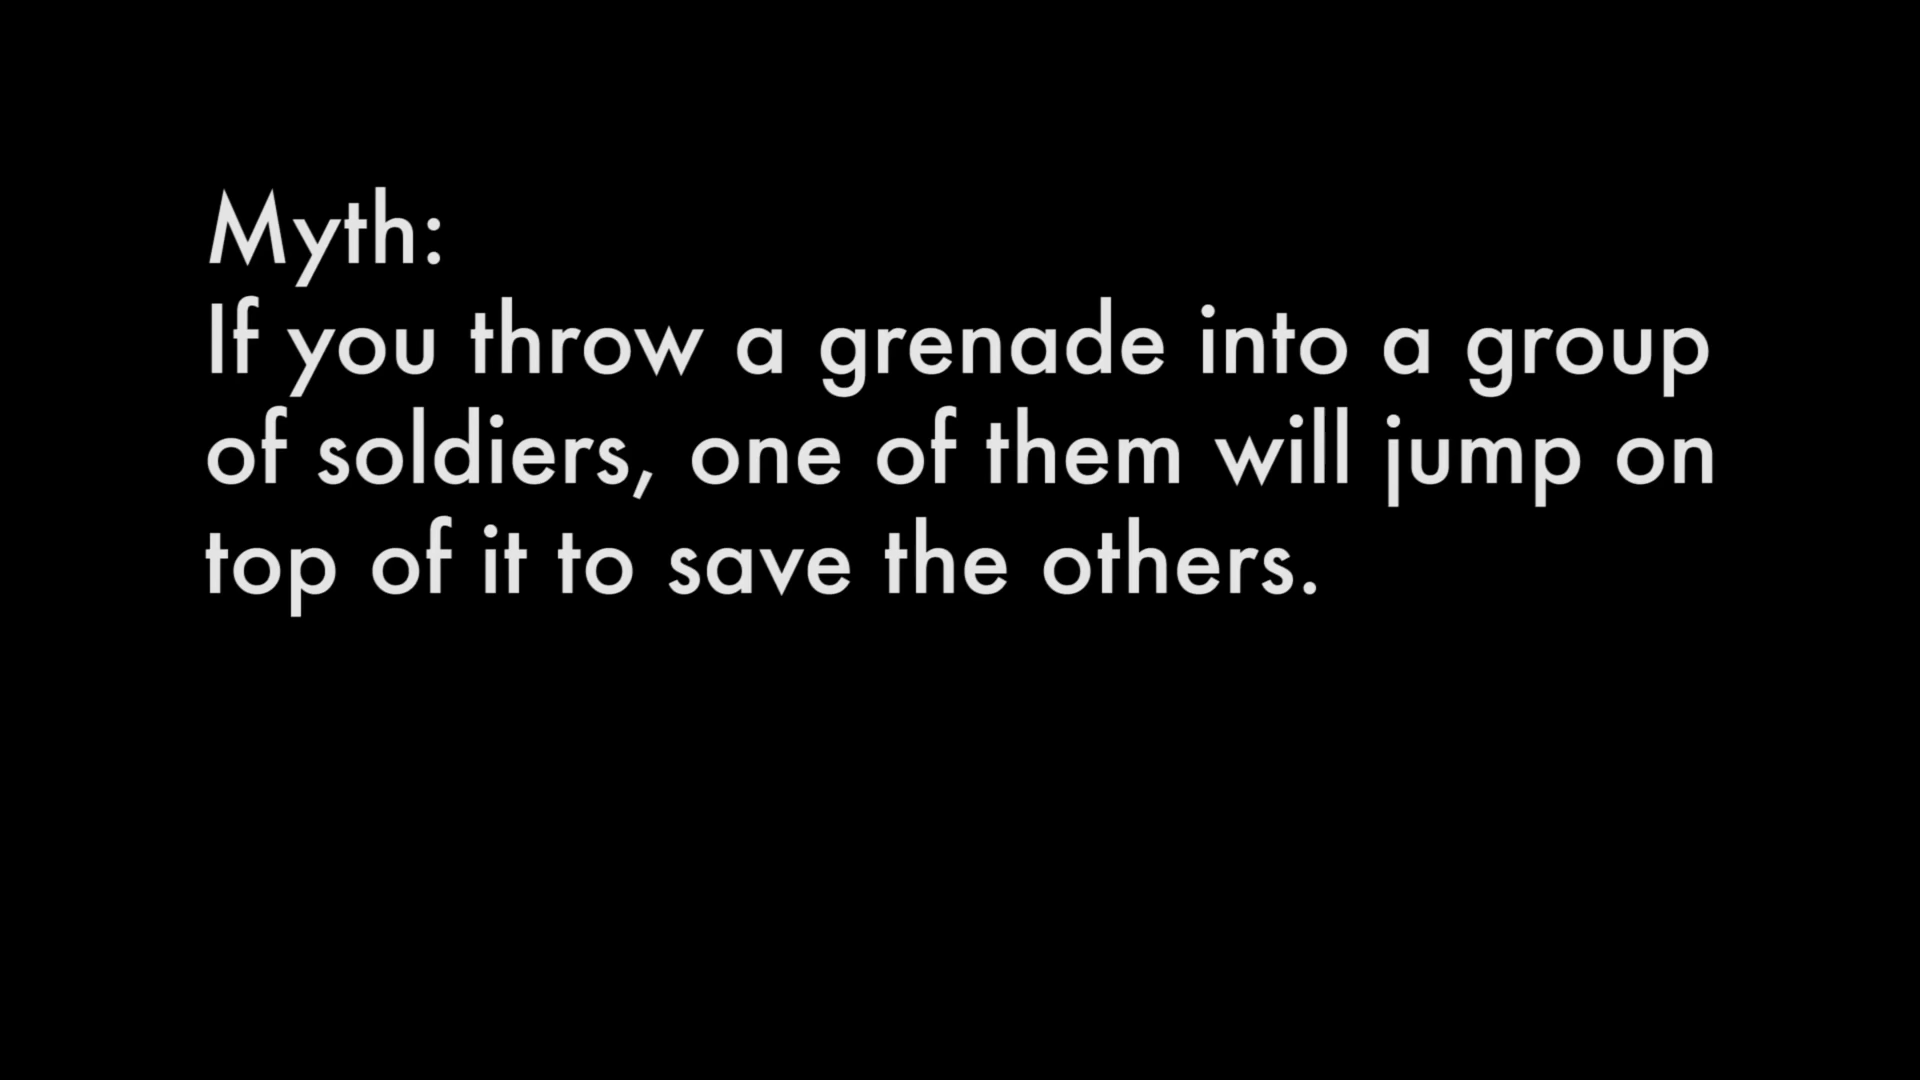 Myth:
If you throw a grenade into a group
of soldiers, one of them will jump on
top of it to save the others.